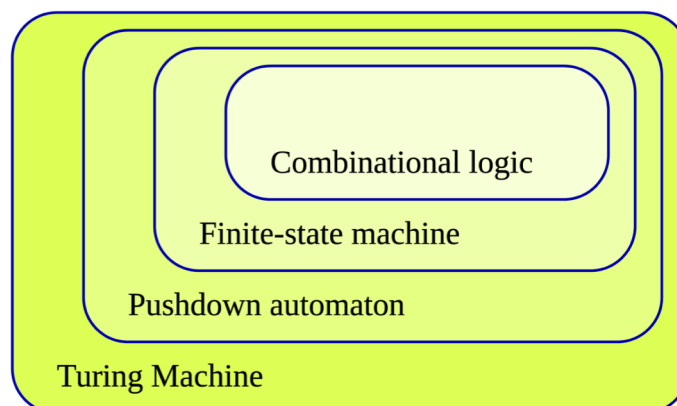 Combinational logic
Finite-state machine
Pushdown automaton
Turing Machine